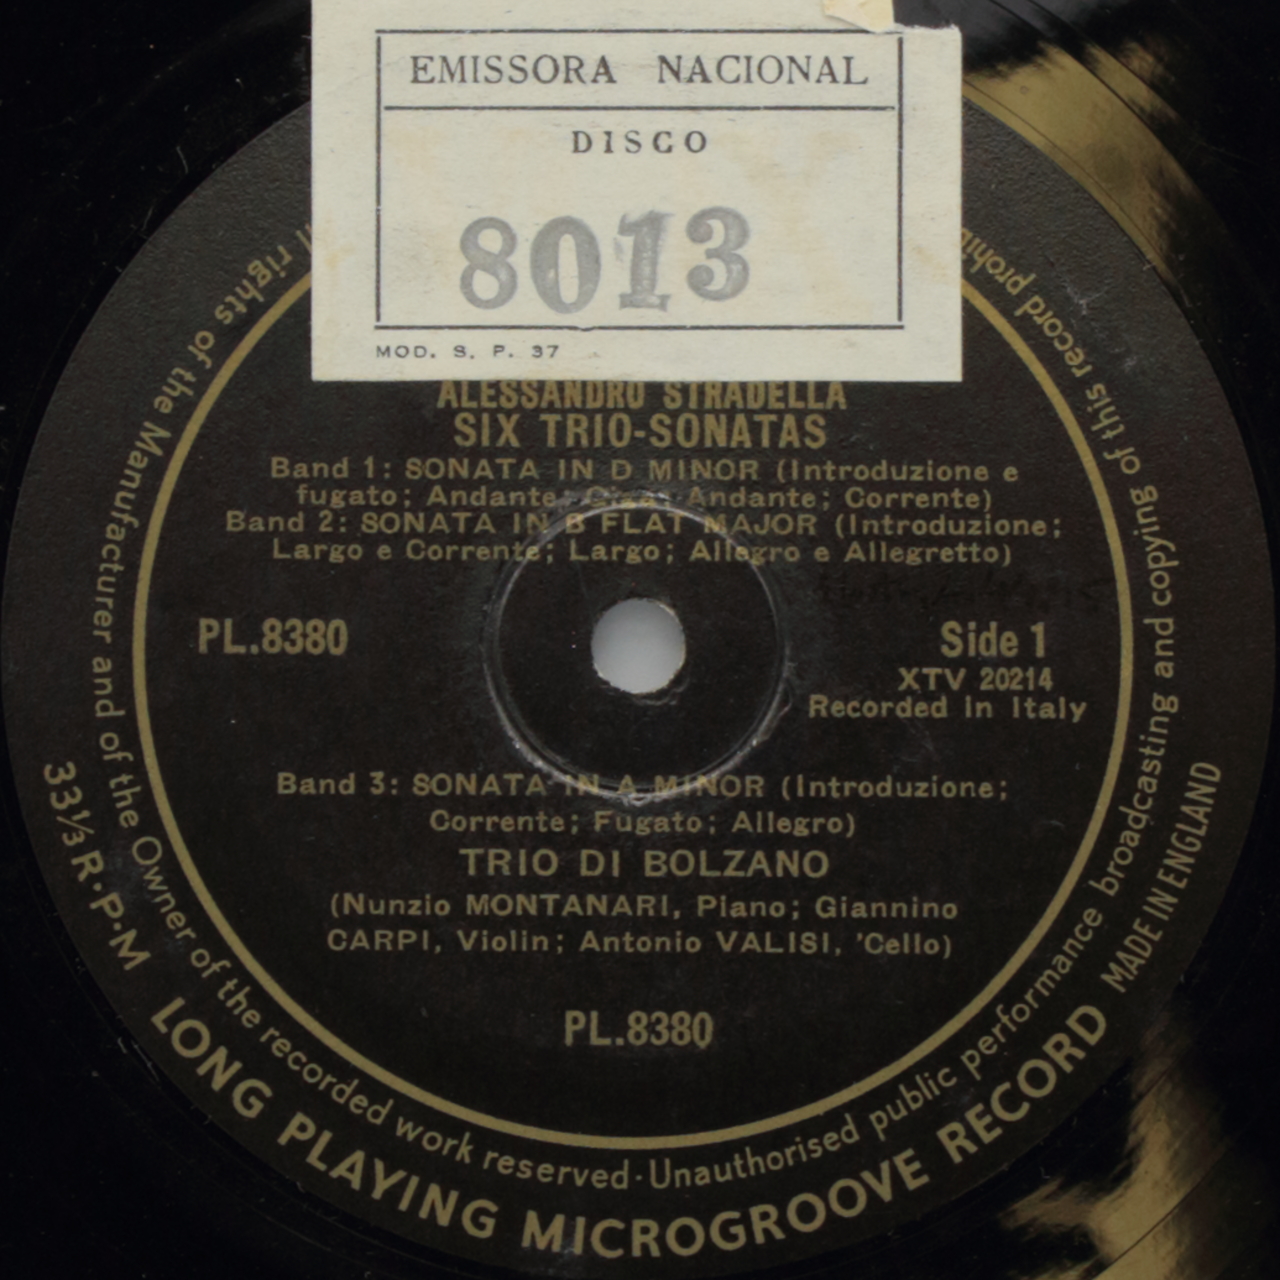 EMISSORA NACIONAL
DISCO
8013
MOD. S. P. 37
ALESSANDRO STRADELLA
SIX TRIO-SONATAS
Band 1: SONATA IN D MINOR (Introduzione e
fugato; Andante; Andante; Corrente)
Band 2: SONATA IN B FLAT MAJOR (Introduzione;
Largo e Corrente; Largo; Allegro e Allegretto)
PL.8380
Side 1
XTV 20214
Recorded in Italy
Band 3: SONATA IN A MINOR (Introduzione;
Corrente; Fugato; Allegro)
TRIO DI BOLZANO
(Nunzio MONTANARI, Piano; Giannino
CARPI, Violin; Antonio VALISI, 'Cello)
PL.8380
rights of the Manufacturer and of the Owner of the recorded work reserved · Unauthorised public performance broadcasting and copying of this record
33⅓ R·P·M LONG PLAYING MICROGROOVE RECORD MADE IN ENGLAND